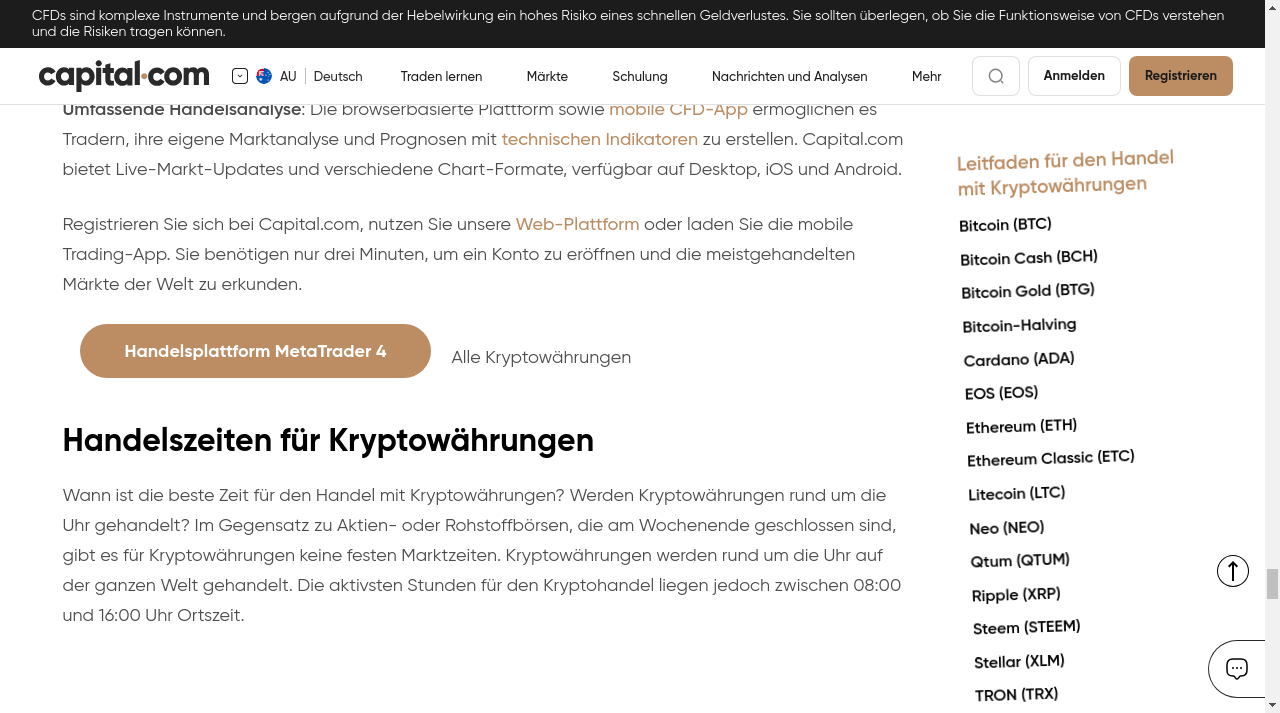 CFDs sind komplexe Instrumente und bergen aufgrund der Hebelwirkung ein hohes Risiko eines schnellen Geldverlustes. Sie sollten überlegen, ob Sie die Funktionsweise von CFDs verstehen
und die Risiken tragen können.
capital.com
AU
Deutsch
Traden lernen
Märkte
Schulung
Nachrichten und Analysen
Mehr
Anmelden
Registrieren
Umfassende Handelsanalyse: Die browserbasierte Plattform sowie mobile CFD-App ermöglichen es
Tradern, ihre eigene Marktanalyse und Prognosen mit technischen Indikatoren zu erstellen. Capital.com
bietet Live-Markt-Updates und verschiedene Chart-Formate, verfügbar auf Desktop, iOS und Android.
Registrieren Sie sich bei Capital.com, nutzen Sie unsere Web-Plattform oder laden Sie die mobile
Trading-App. Sie benötigen nur drei Minuten, um ein Konto zu eröffnen und die meistgehandelten
Märkte der Welt zu erkunden.
Handelsplattform MetaTrader 4
Alle Kryptowährungen
Handelszeiten für Kryptowährungen
Wann ist die beste Zeit für den Handel mit Kryptowährungen? Werden Kryptowährungen rund um die
Uhr gehandelt? Im Gegensatz zu Aktien- oder Rohstoffbörsen, die am Wochenende geschlossen sind,
gibt es für Kryptowährungen keine festen Marktzeiten. Kryptowährungen werden rund um die Uhr auf
der ganzen Welt gehandelt. Die aktivsten Stunden für den Kryptohandel liegen jedoch zwischen 08:00
und 16:00 Uhr Ortszeit.
Leitfaden für den Handel
mit Kryptowährungen
Bitcoin (BTC)
Bitcoin Cash (BCH)
Bitcoin Gold (BTG)
Bitcoin-Halving
Cardano (ADA)
EOS (EOS)
Ethereum (ETH)
Ethereum Classic (ETC)
Litecoin (LTC)
Neo (NEO)
Qtum (QTUM)
Ripple (XRP)
Steem (STEEM)
Stellar (XLM)
TRON (TRX)